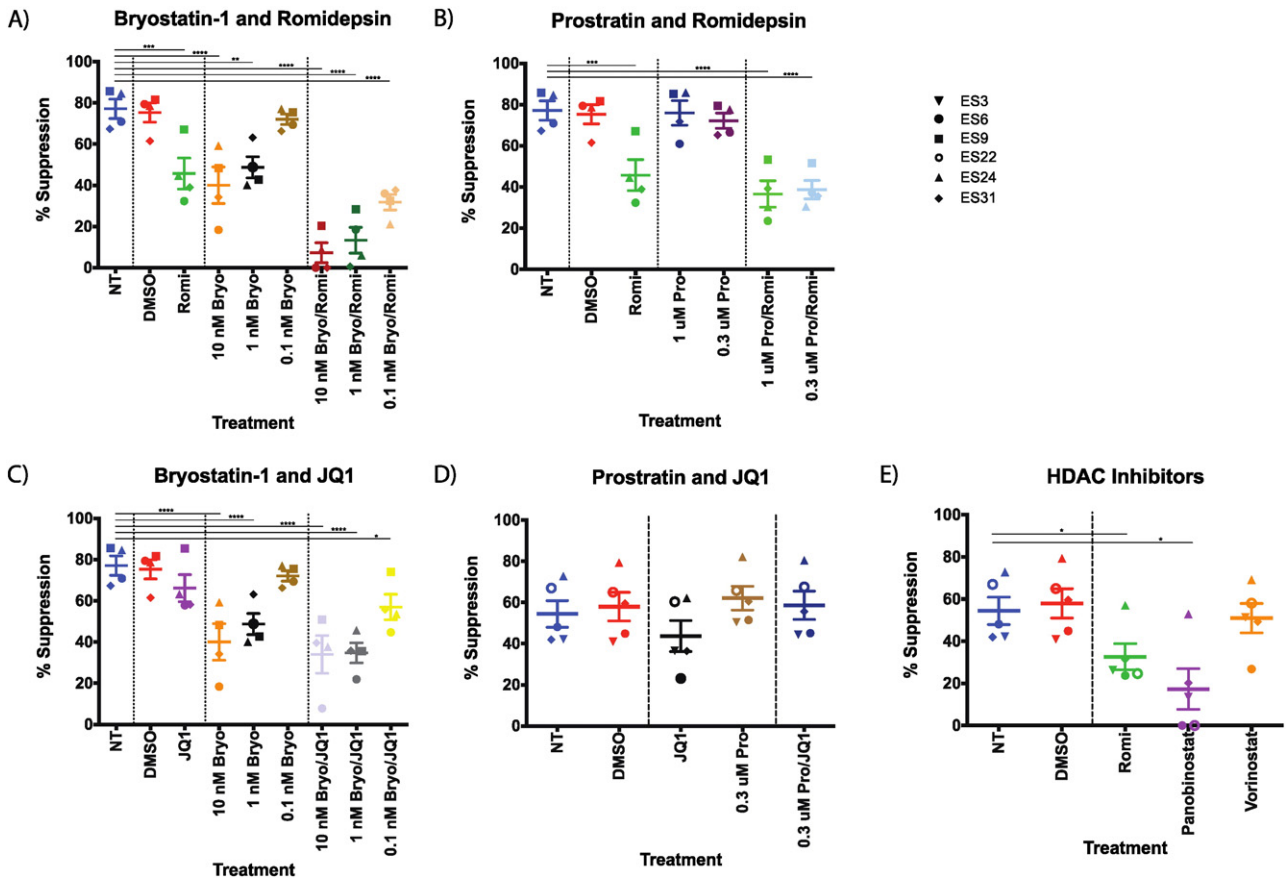 A)
Bryostatin-1 and Romidepsin
*** **** ** **** **** ****
% Suppression
100
80
60
40
20
0
NT
DMSO
Romi
10 nM Bryo
1 nM Bryo
0.1 nM Bryo
10 nM Bryo/Romi
1 nM Bryo/Romi
0.1 nM Bryo/Romi
Treatment
B)
Prostratin and Romidepsin
*** **** ****
% Suppression
100
80
60
40
20
0
NT
DMSO
Romi
1 uM Pro
0.3 uM Pro
1 uM Pro/Romi
0.3 uM Pro/Romi
Treatment
ES3
ES6
ES9
ES22
ES24
ES31
C)
Bryostatin-1 and JQ1
**** **** **** **** *
% Suppression
100
80
60
40
20
0
NT
DMSO
JQ1
10 nM Bryo
1 nM Bryo
0.1 nM Bryo
10 nM Bryo/JQ1
1 nM Bryo/JQ1
0.1 nM Bryo/JQ1
Treatment
D)
Prostratin and JQ1
% Suppression
100
80
60
40
20
0
NT
DMSO
JQ1
0.3 uM Pro
0.3 uM Pro/JQ1
Treatment
E)
HDAC Inhibitors
* *
% Suppression
100
80
60
40
20
0
NT
DMSO
Romi
Panobinostat
Vorinostat
Treatment